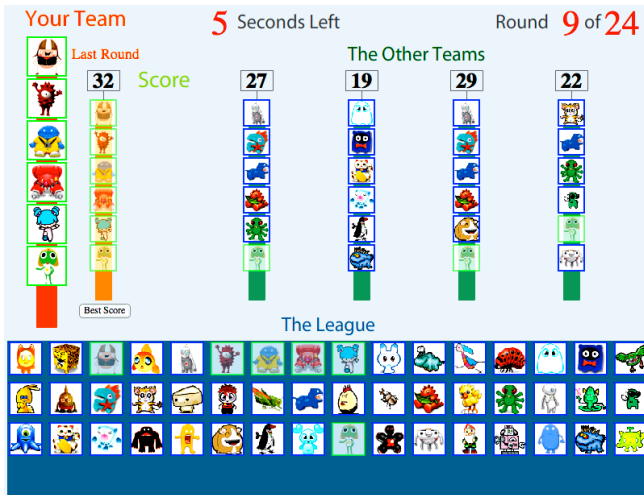 Your Team
5 Seconds Left
Round 9 of 24
Last Round
The Other Teams
32 Score
27 19 29 22
Best Score
The League